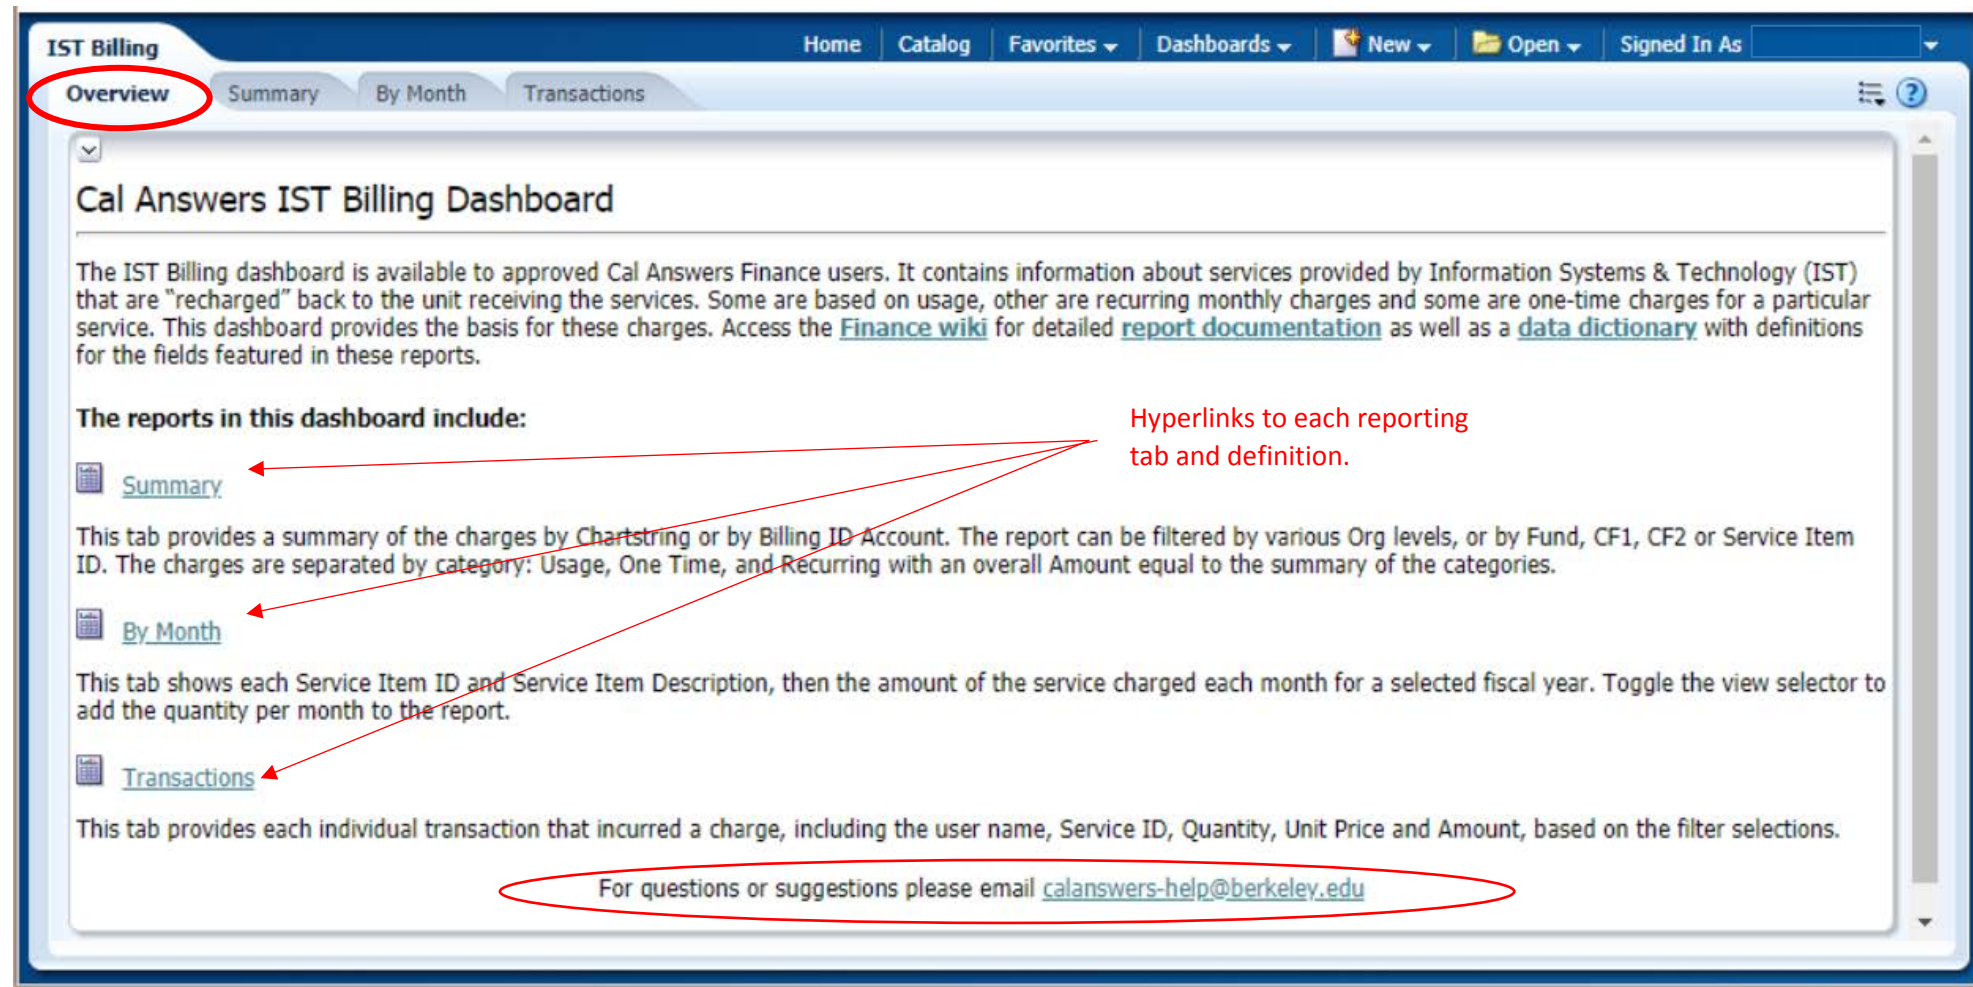 IST Billing
Home Catalog Favorites Dashboards New Open Signed In As
Overview Summary By Month Transactions
Cal Answers IST Billing Dashboard
The IST Billing dashboard is available to approved Cal Answers Finance users. It contains information about services provided by Information Systems & Technology (IST)
that are "recharged" back to the unit receiving the services. Some are based on usage, other are recurring monthly charges and some are one-time charges for a particular
service. This dashboard provides the basis for these charges. Access the Finance wiki for detailed report documentation as well as a data dictionary with definitions
for the fields featured in these reports.
The reports in this dashboard include:
Hyperlinks to each reporting
tab and definition.
Summary
This tab provides a summary of the charges by Chartstring or by Billing ID Account. The report can be filtered by various Org levels, or by Fund, CF1, CF2 or Service Item
ID. The charges are separated by category: Usage, One Time, and Recurring with an overall Amount equal to the summary of the categories.
By Month
This tab shows each Service Item ID and Service Item Description, then the amount of the service charged each month for a selected fiscal year. Toggle the view selector to
add the quantity per month to the report.
Transactions
This tab provides each individual transaction that incurred a charge, including the user name, Service ID, Quantity, Unit Price and Amount, based on the filter selections.
For questions or suggestions please email calanswers-help@berkeley.edu